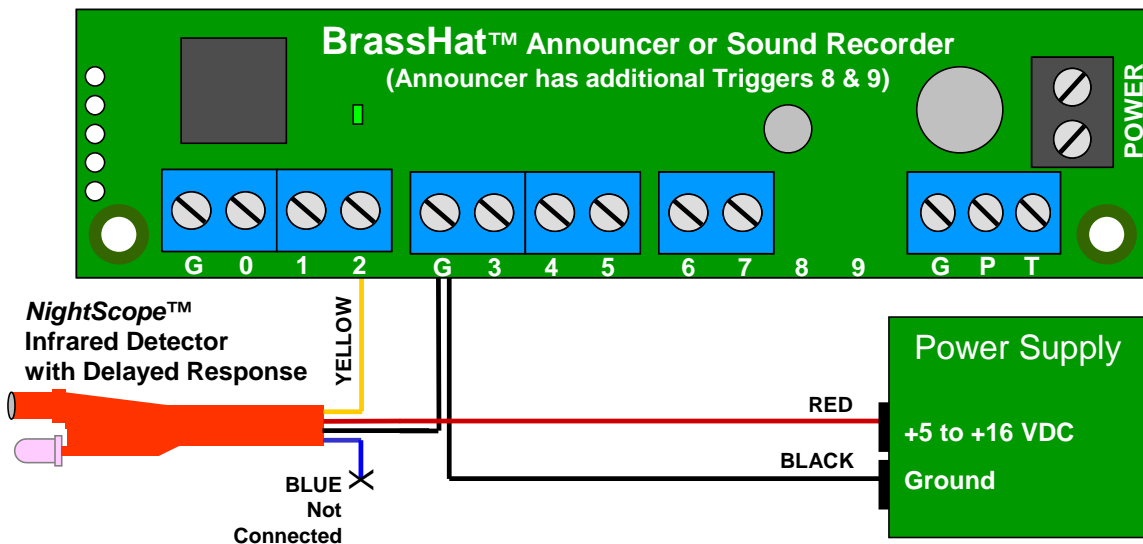 BrassHat™ Announcer or Sound Recorder
(Announcer has additional Triggers 8 & 9)
POWER
G 0 1 2 G 3 4 5 6 7 8 9 G P T
NightScope™
Infrared Detector
with Delayed Response
YELLOW
Power Supply
RED
+5 to +16 VDC
BLACK
Ground
BLUE
Not
Connected